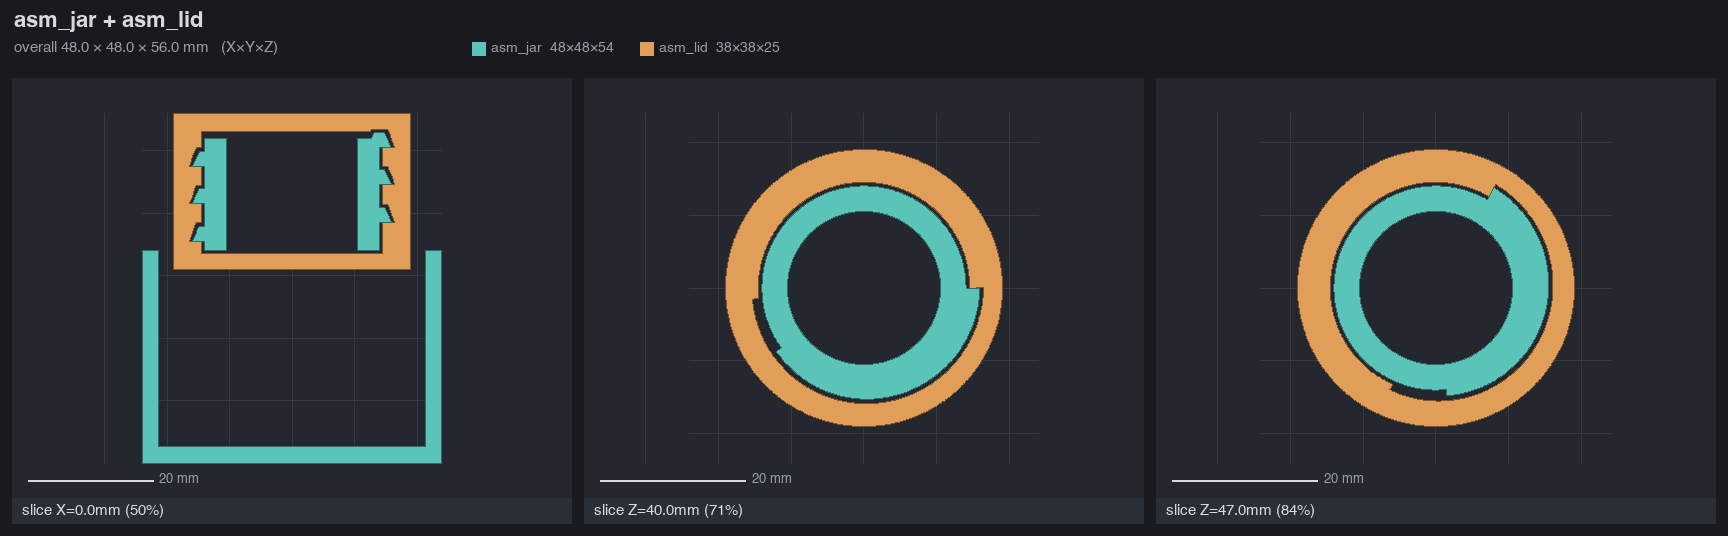 asm_jar + asm_lid
overall 48.0 × 48.0 × 56.0 mm (X×Y×Z)
asm_jar 48×48×54
asm_lid 38×38×25
20 mm
slice X=0.0mm (50%)
20 mm
slice Z=40.0mm (71%)
20 mm
slice Z=47.0mm (84%)